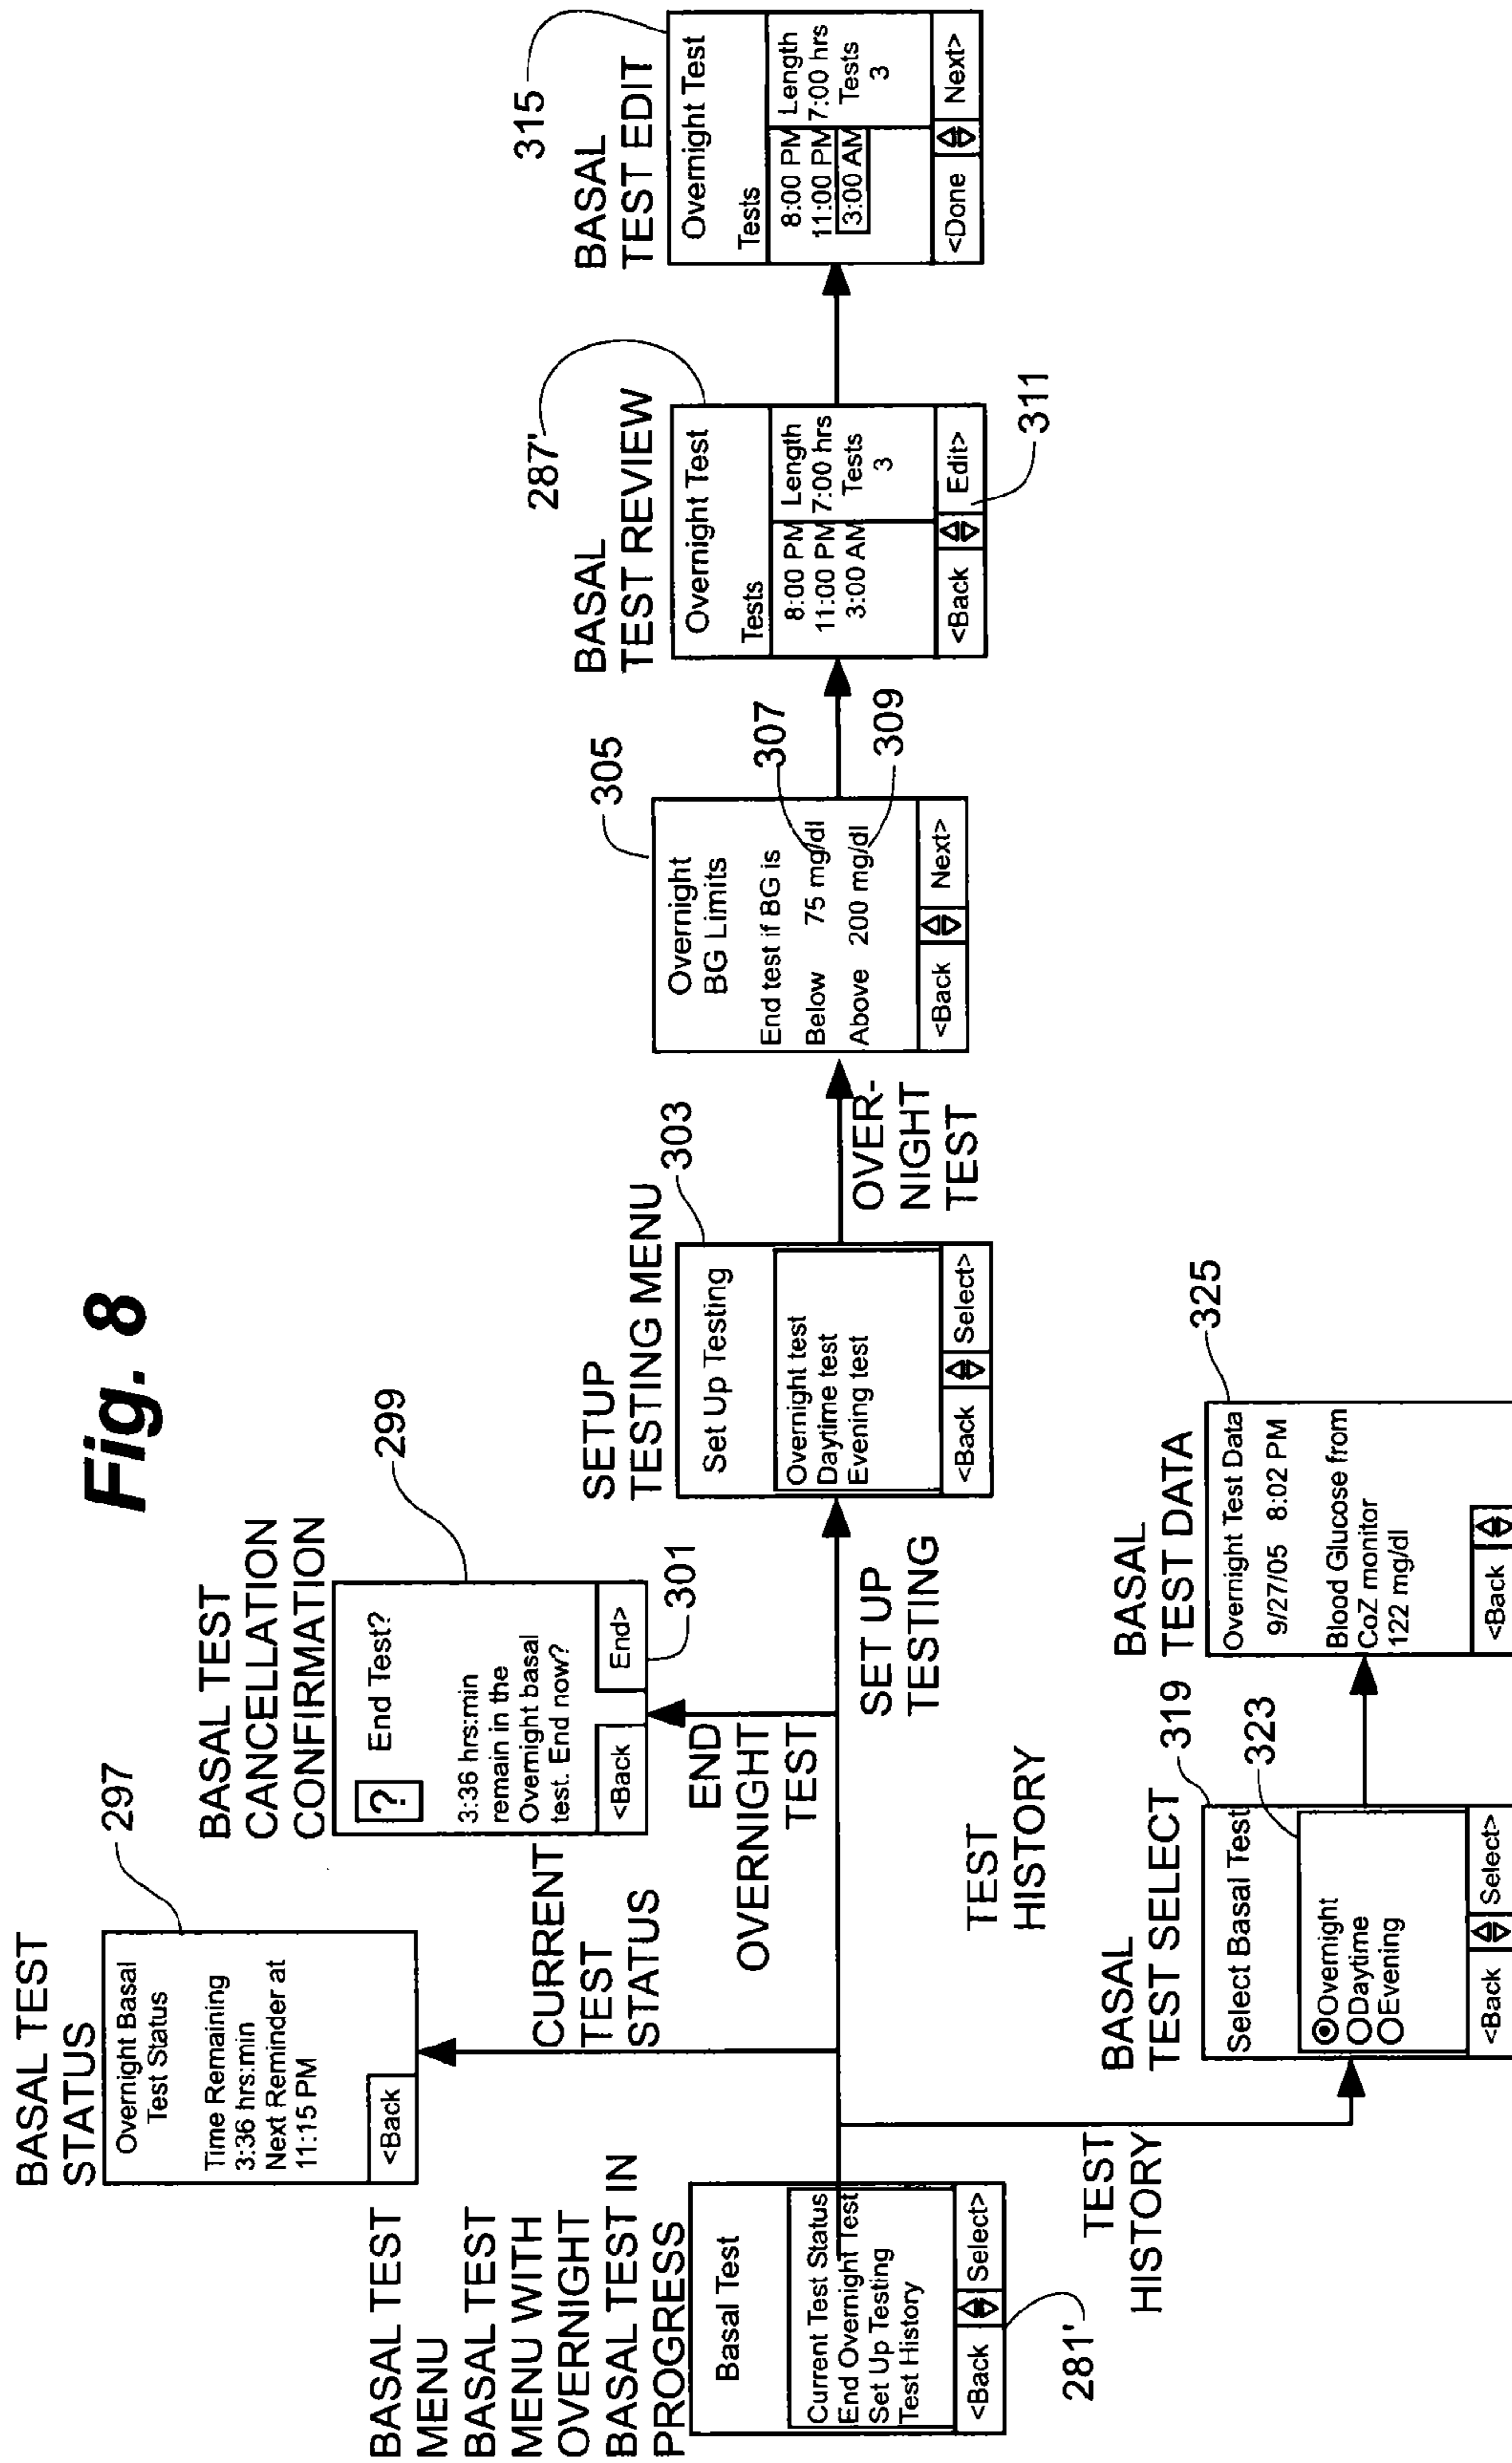 Fig. 8
BASAL TEST
STATUS
297
Overnight Basal
Test Status
Time Remaining
3:36 hrs:min
Next Reminder at
11:15 PM
<Back
BASAL TEST
CANCELLATION
CONFIRMATION
299
? End Test?
3:36 hrs:min
remain in the
Overnight basal
test. End now?
<Back End>
301
BASAL TEST
MENU
BASAL TEST
MENU WITH
OVERNIGHT
BASAL TEST IN
PROGRESS
Basal Test
Current Test Status
End Overnight Test
Set Up Testing
Test History
<Back Select>
281'
CURRENT
TEST
STATUS
END
OVERNIGHT
TEST
SET UP
TESTING
SETUP
TESTING MENU
303
Set Up Testing
Overnight test
Daytime test
Evening test
<Back Select>
OVER-
NIGHT
TEST
305
Overnight
BG Limits
End test if BG is
Below 75 mg/dl
307
Above 200 mg/dl
309
<Back Next>
BASAL
TEST REVIEW
287'
Overnight Test
Tests
8:00 PM
11:00 PM
3:00 AM
Length
7:00 hrs
Tests
3
<Back Edit>
311
BASAL
TEST EDIT
315
Overnight Test
Tests
8:00 PM
11:00 PM
3:00 AM
Length
7:00 hrs
Tests
3
<Done Next>
TEST
HISTORY
TEST
HISTORY
BASAL
TEST SELECT
319
Select Basal Test
323
Overnight
Daytime
Evening
<Back Select>
BASAL
TEST DATA
325
Overnight Test Data
9/27/05 8:02 PM
Blood Glucose from
CoZ monitor
122 mg/dl
<Back